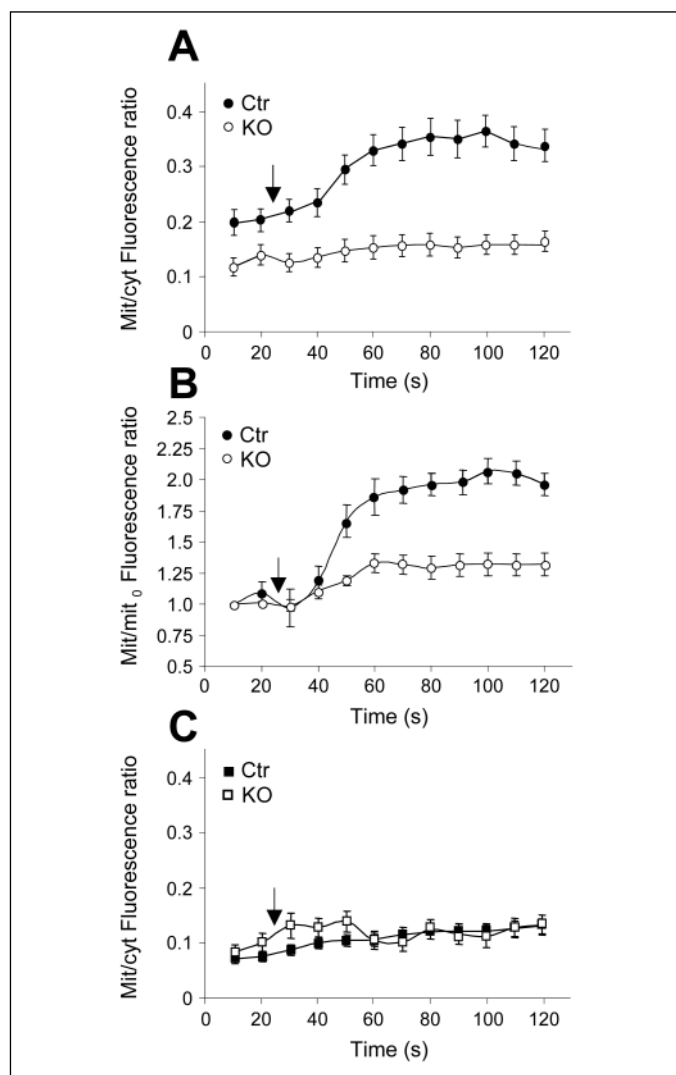 A
Ctr
KO
Mit/cyt Fluorescence ratio
0.4
0.3
0.2
0.1
0
0 20 40 60 80 100 120
Time (s)
B
Ctr
KO
Mit/mit 0 Fluorescence ratio
2.5
2.25
2.0
1.75
1.5
1.25
1.0
0.75
0.5
0 20 40 60 80 100 120
Time (s)
C
Ctr
KO
Mit/cyt Fluorescence ratio
0.4
0.3
0.2
0.1
0
0 20 40 60 80 100 120
Time (s)